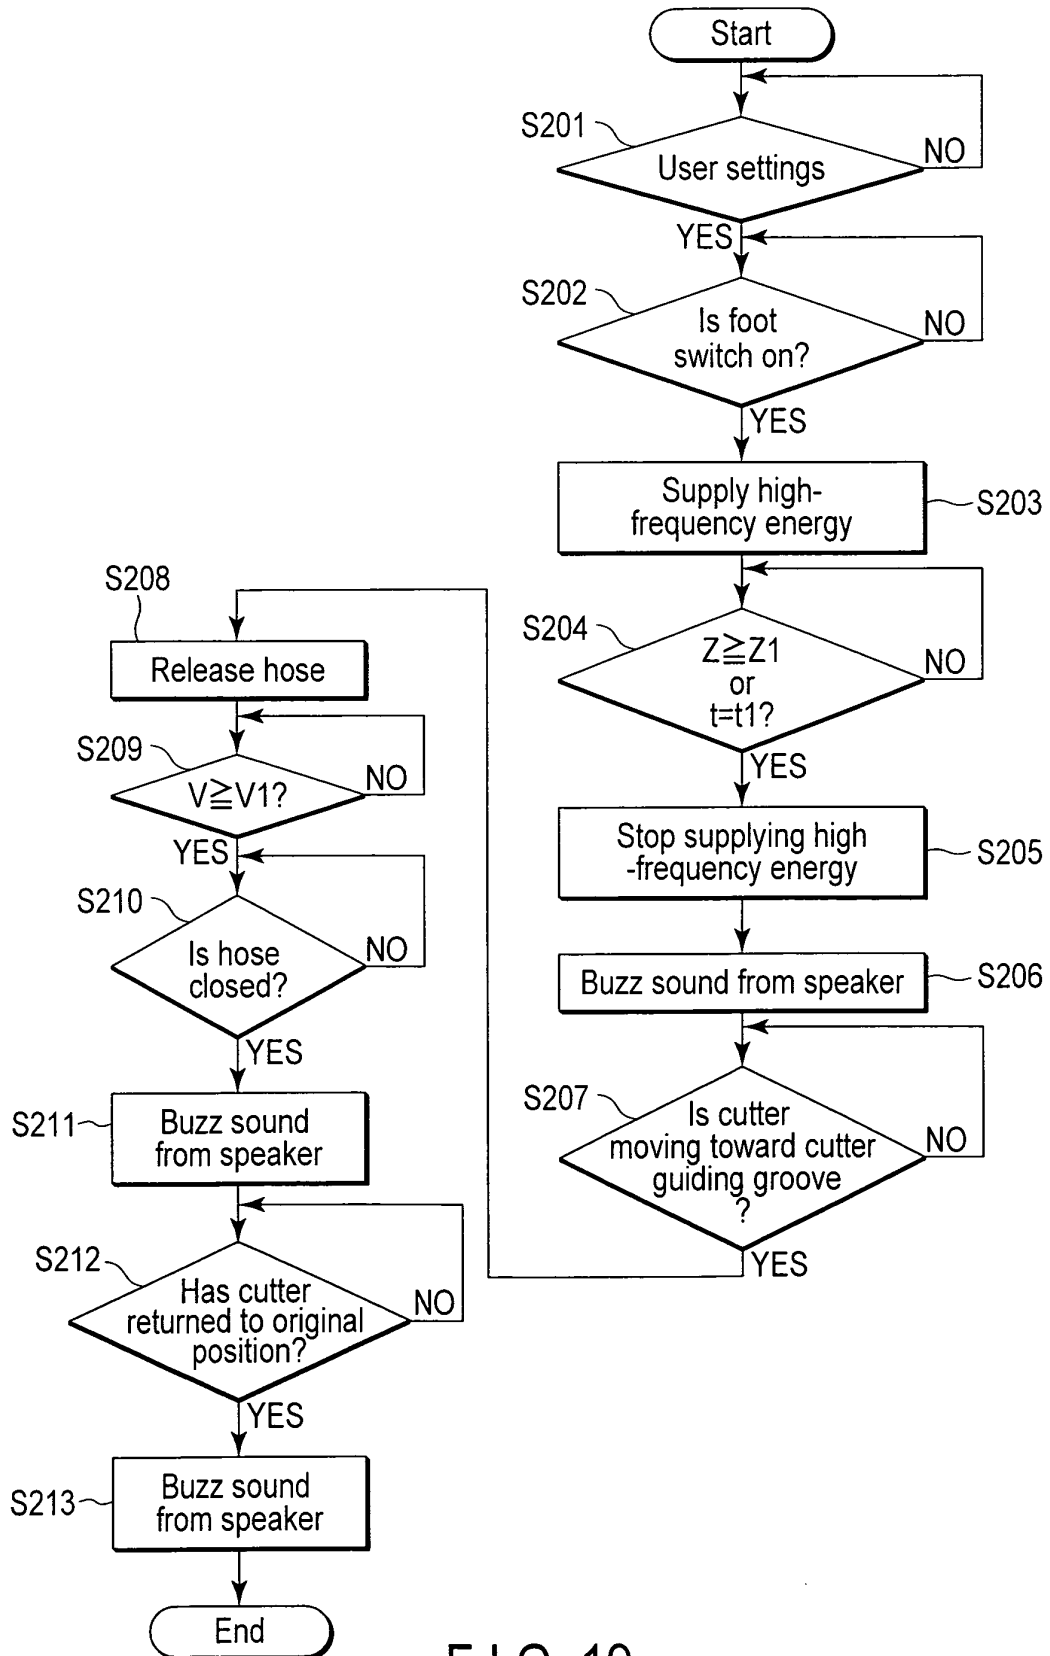 Start
S201
User settings
NO
YES
S202
Is foot
switch on?
NO
YES
Supply high-
frequency energy
S203
S204
Z≧Z1
or
t=t1?
NO
YES
Stop supplying high
-frequency energy
S205
Buzz sound from speaker
S206
S207
Is cutter
moving toward cutter
guiding groove
?
NO
YES
S208
Release hose
S209
V≧V1?
NO
YES
S210
Is hose
closed?
NO
YES
S211
Buzz sound
from speaker
S212
Has cutter
returned to original
position?
NO
YES
S213
Buzz sound
from speaker
End